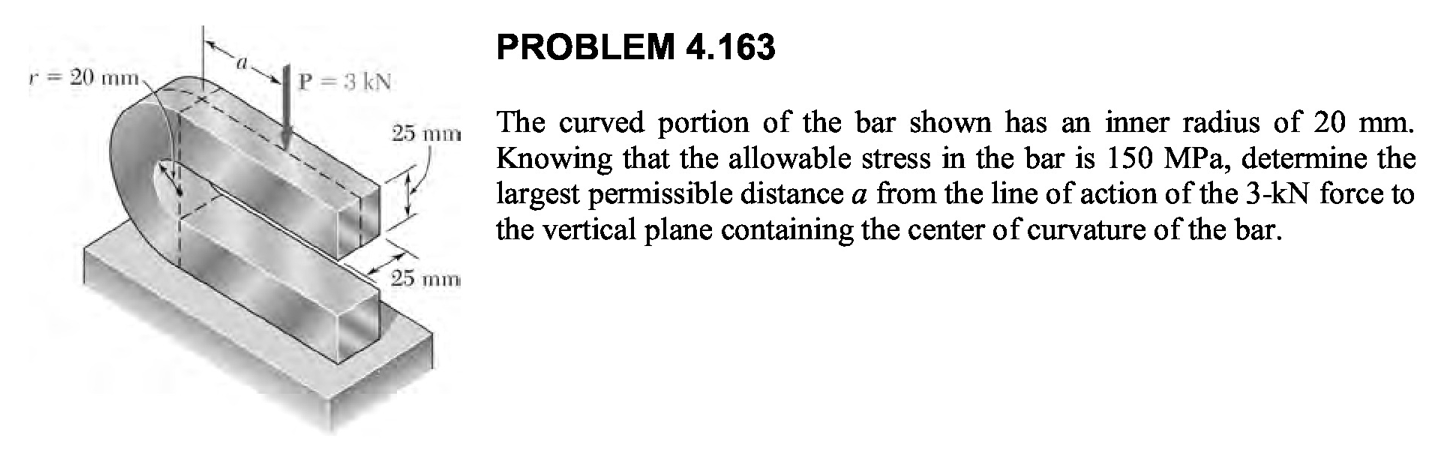 PROBLEM 4.163
r = 20 mm
a
P = 3 kN
25 mm
25 mm
The curved portion of the bar shown has an inner radius of 20 mm.
Knowing that the allowable stress in the bar is 150 MPa, determine the
largest permissible distance a from the line of action of the 3-kN force to
the vertical plane containing the center of curvature of the bar.